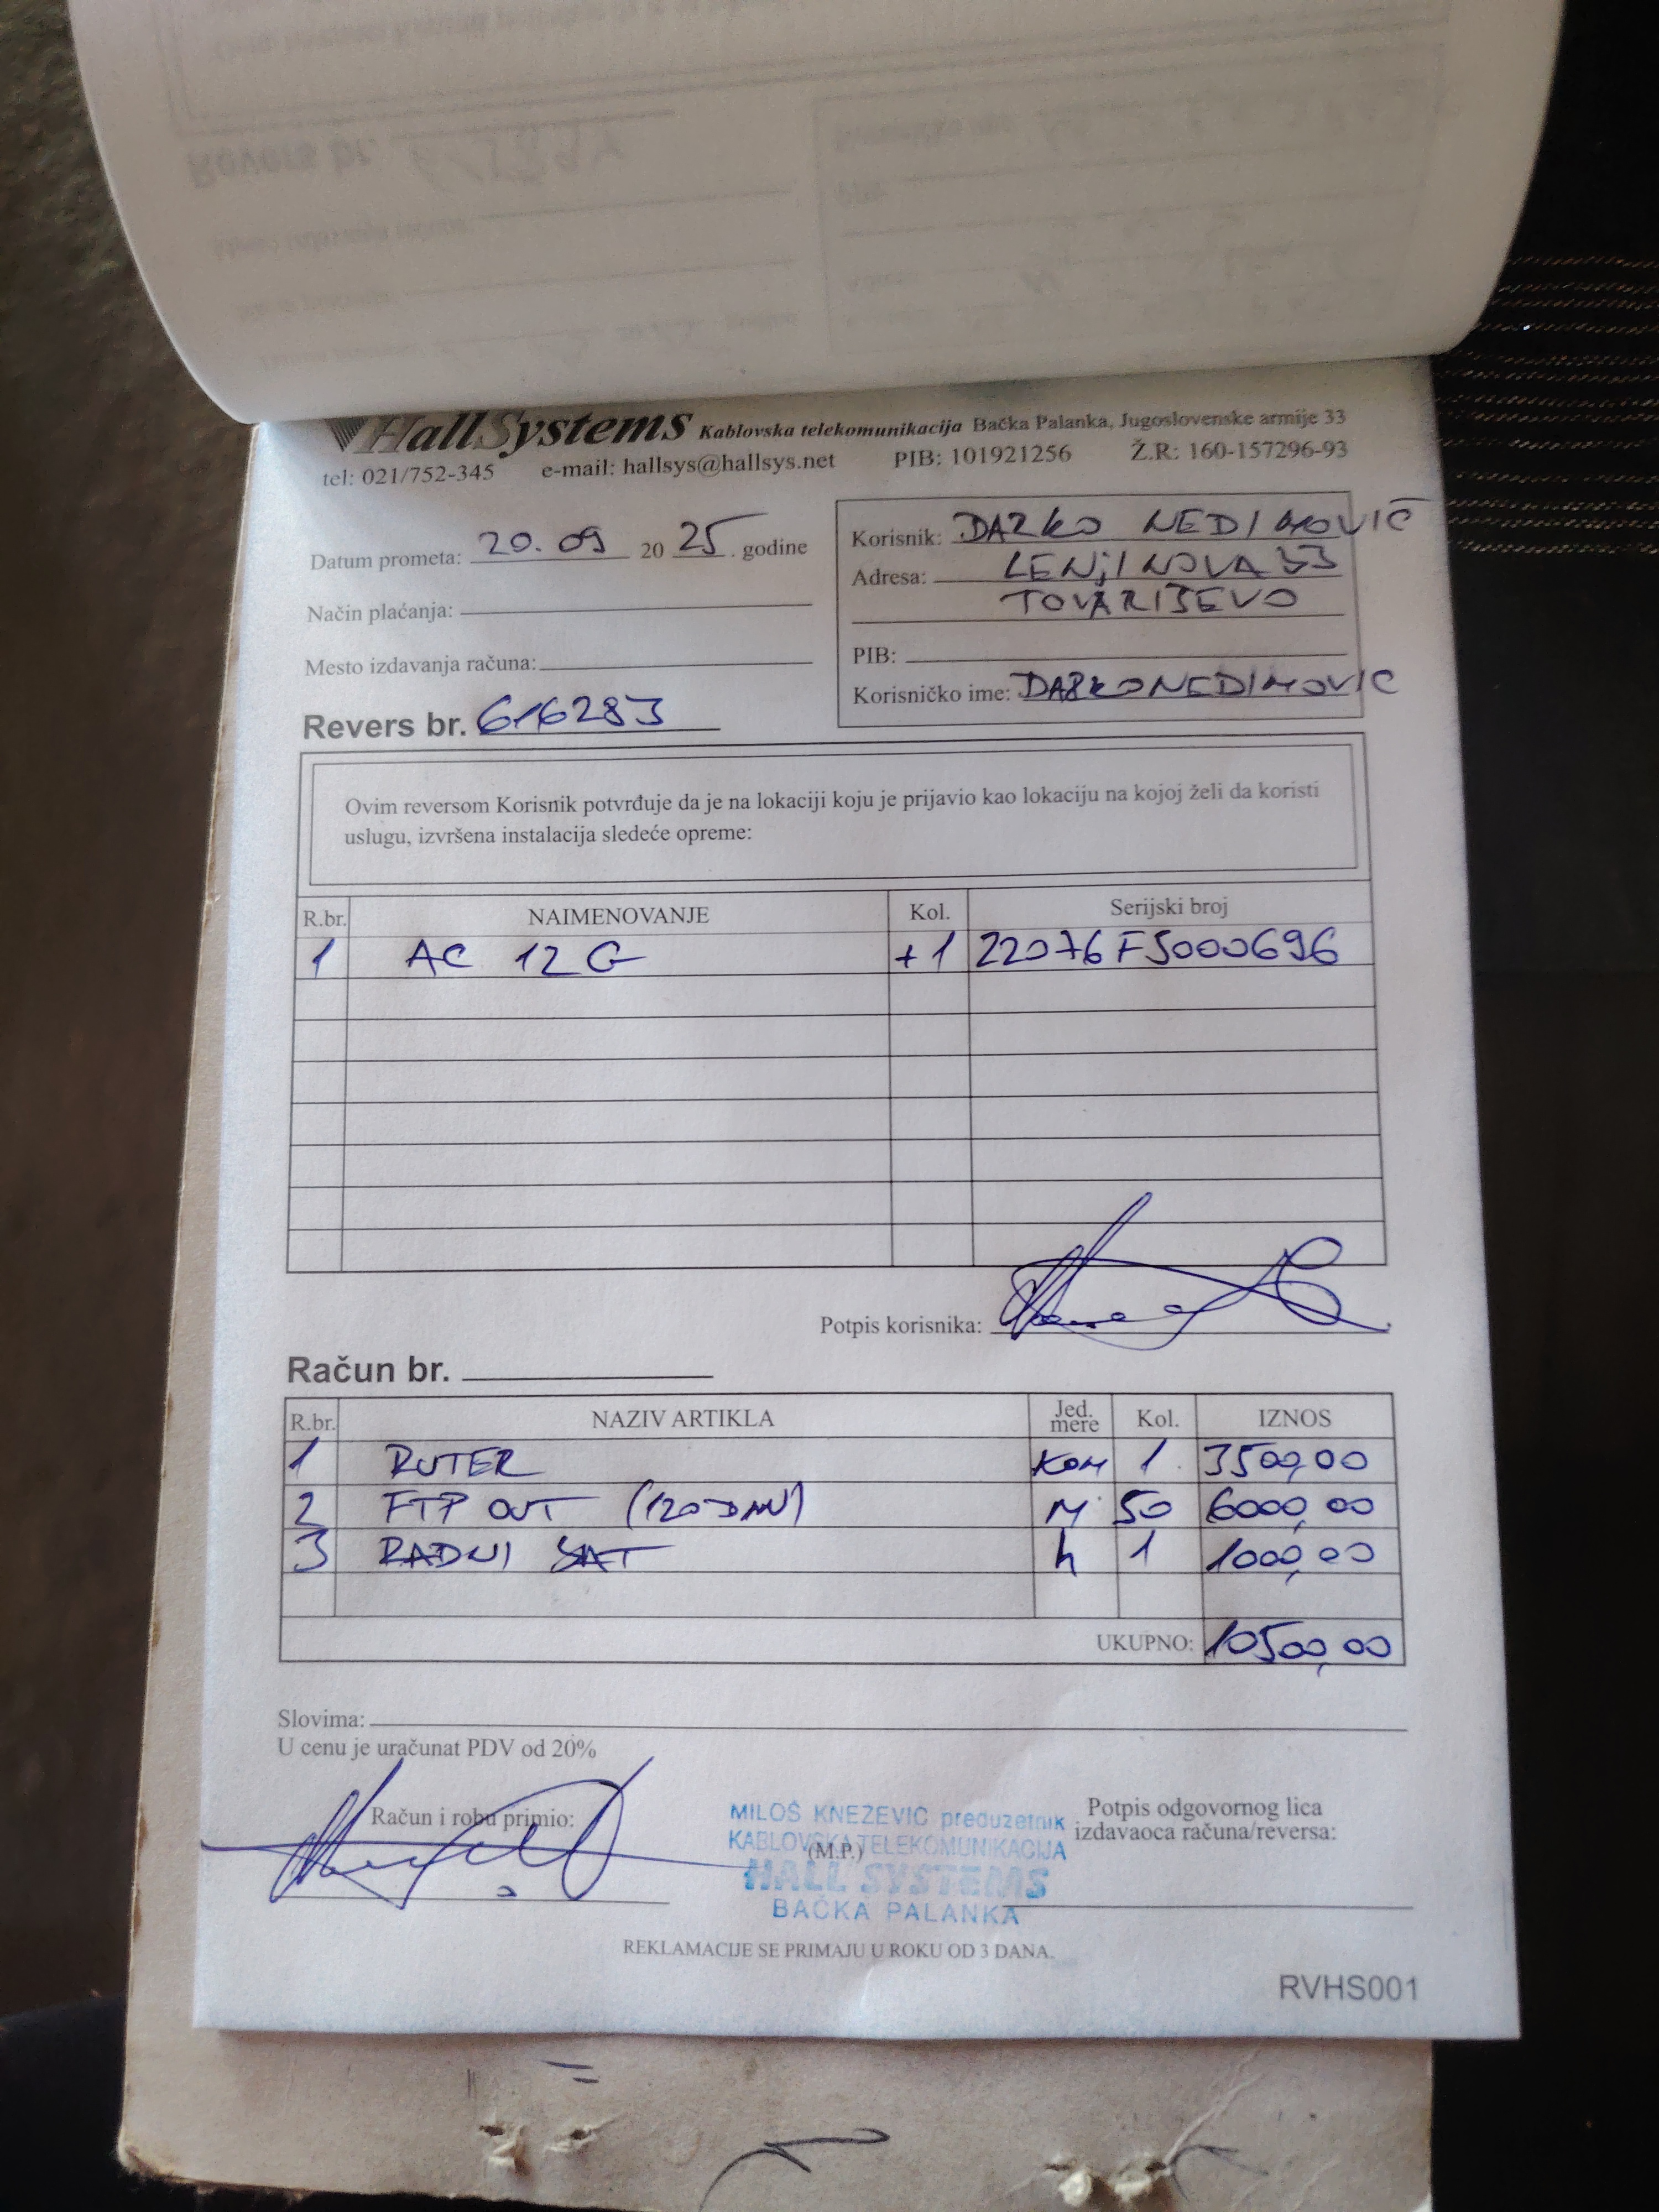 HallSystems Kablovska telekomunikacija Bačka Palanka, Jugoslovenske armije 33
tel: 021/752-345 e-mail: hallsys@hallsys.net PIB: 101921256 Ž.R: 160-157296-93
Datum prometa: 20.09 2025. godine
Način plaćanja:
Mesto izdavanja računa:
Revers br. 616283
Korisnik: DARKO NEDIMOVIĆ
Adresa: LENJINOVA 33
TOVARIŠEVO
PIB:
Korisničko ime: DARKONEDIMOVIC
Ovim reversom Korisnik potvrđuje da je na lokaciji koju je prijavio kao lokaciju na kojoj želi da koristi
uslugu, izvršena instalacija sledeće opreme:
R.br. NAIMENOVANJE Kol. Serijski broj
1 AC 12 G +1 22076F5000696
Potpis korisnika:
Račun br.
R.br. NAZIV ARTIKLA Jed. mere Kol. IZNOS
1 RUTER KOM 1 3500,00
2 FTP OUT (120 DIN) M 50 6000,00
3 RADNI SAT h 1 1000,00
UKUPNO: 10500,00
Slovima:
U cenu je uračunat PDV od 20%
Račun i robu primio:
MILOŠ KNEŽEVIĆ preduzetnik
KABLOVSKA TELEKOMUNIKACIJA
(M.P.)
HALL SYSTEMS
BAČKA PALANKA
Potpis odgovornog lica
izdavaoca računa/reversa:
REKLAMACIJE SE PRIMAJU U ROKU OD 3 DANA.
RVHS001